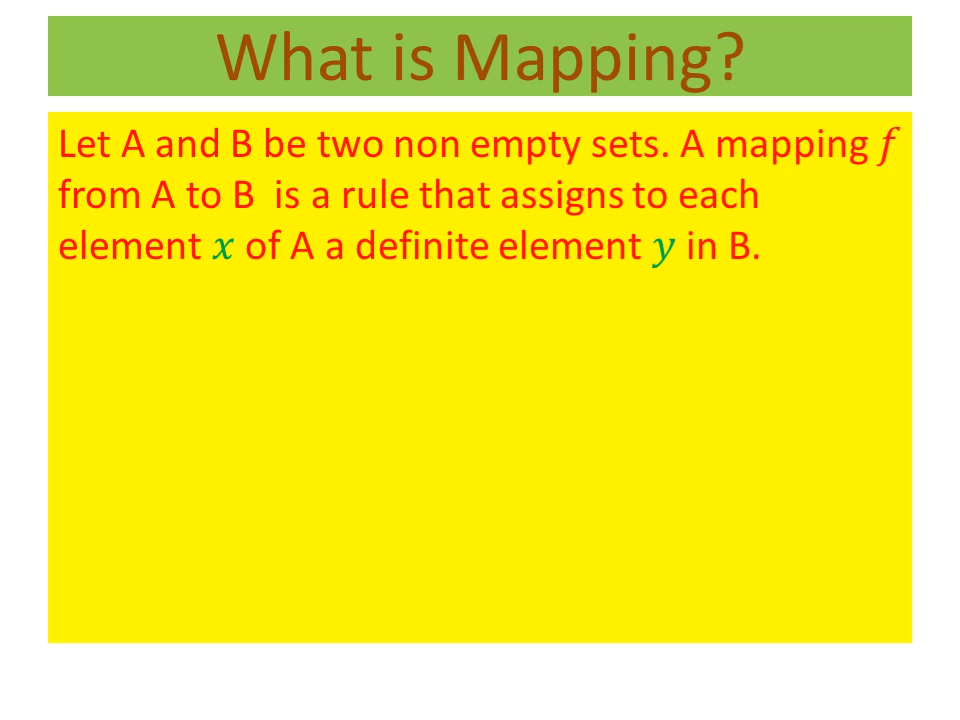 What is Mapping?
Let A and B be two non empty sets. A mapping 𝑓
from A to B  is a rule that assigns to each
element 𝑥 of A a definite element 𝑦 in B.